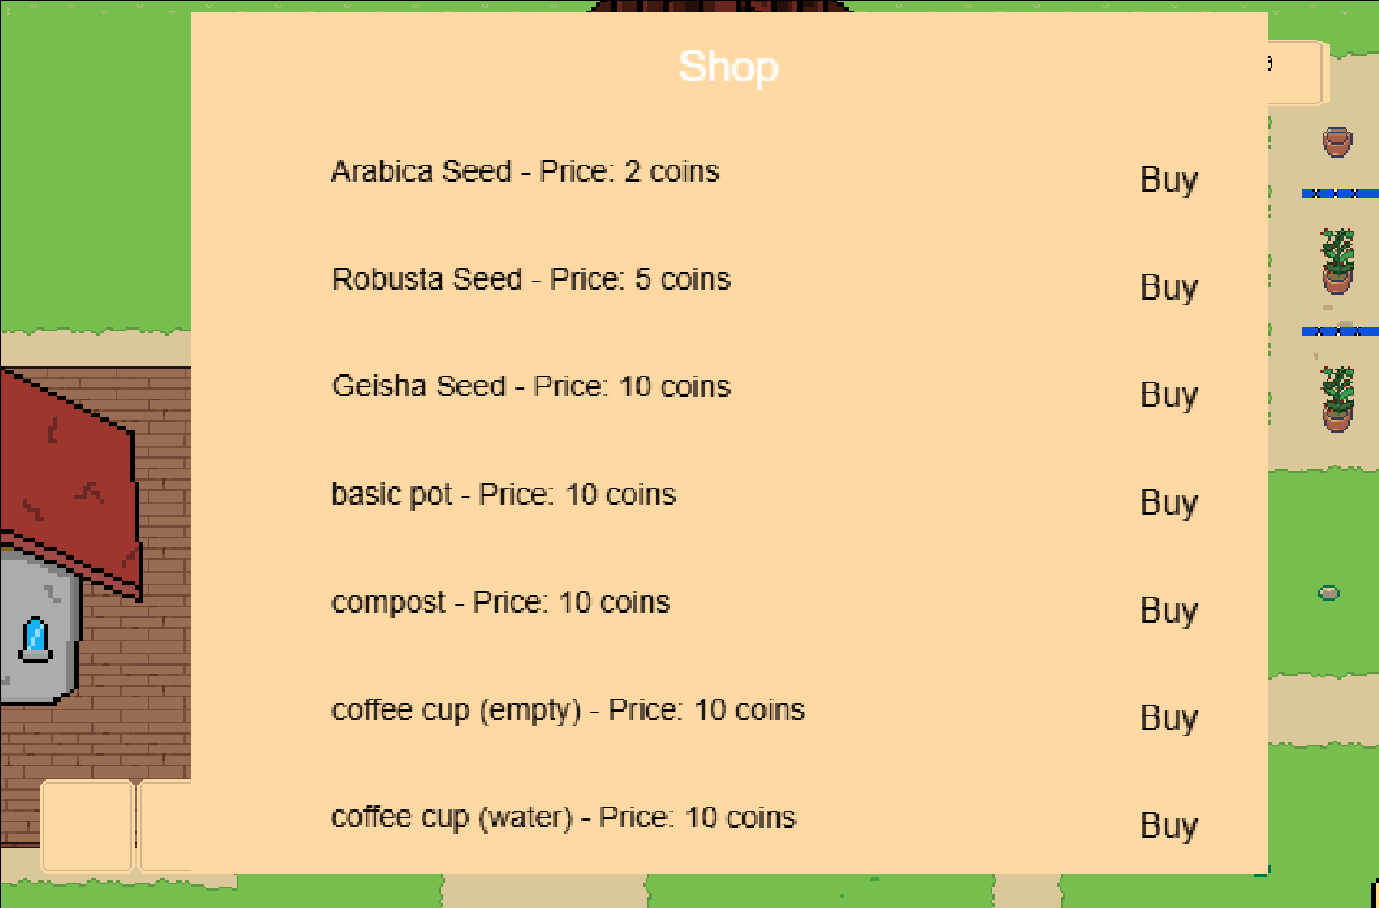 Shop
Arabica Seed - Price: 2 coins
Buy
Robusta Seed - Price: 5 coins
Buy
Geisha Seed - Price: 10 coins
Buy
basic pot - Price: 10 coins
Buy
compost - Price: 10 coins
Buy
coffee cup (empty) - Price: 10 coins
Buy
coffee cup (water) - Price: 10 coins
Buy